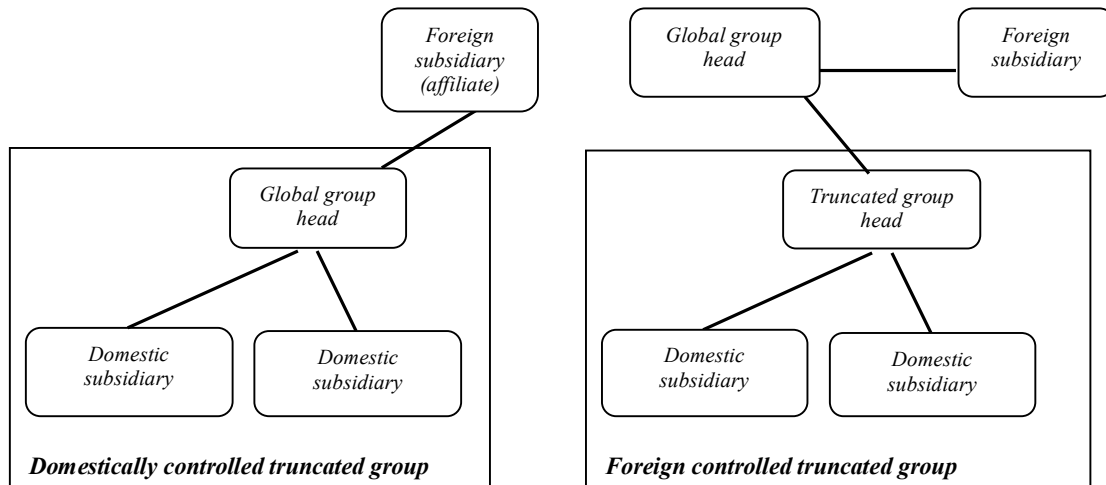 Foreign
subsidiary
(affiliate)
Global group
head
Domestic
subsidiary
Domestic
subsidiary
Domestically controlled truncated group
Global group
head
Foreign
subsidiary
Truncated group
head
Domestic
subsidiary
Domestic
subsidiary
Foreign controlled truncated group